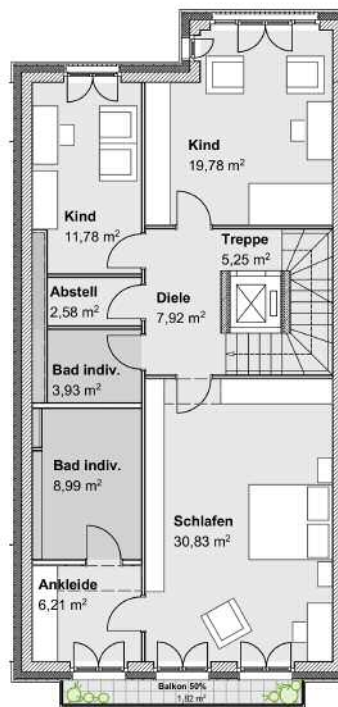 Kind
19,78 m²
Kind
11,78 m²
Treppe
5,25 m²
Abstell
2,58 m²
Diele
7,92 m²
Bad indiv.
3,93 m²
Bad indiv.
8,99 m²
Schlafen
30,83 m²
Ankleide
6,21 m²
Balkon 50%
1,82 m²